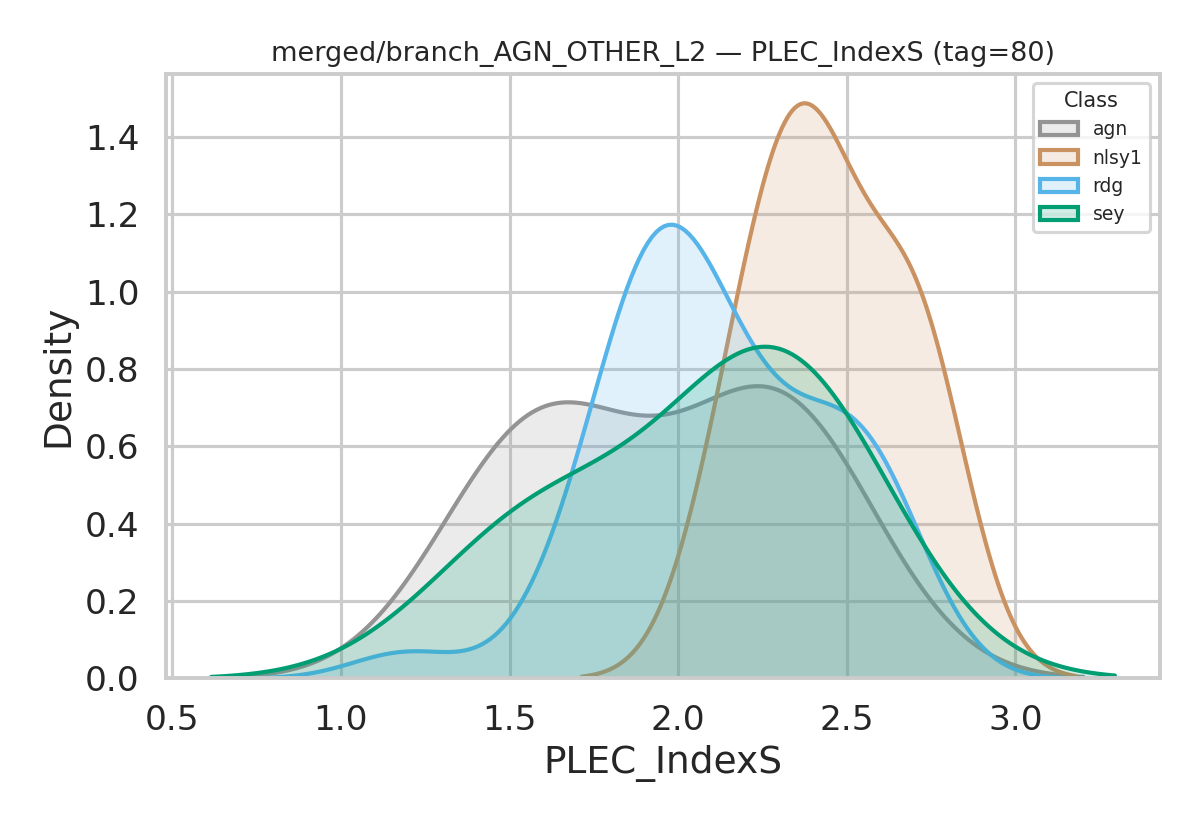 merged/branch_AGN_OTHER_L2 — PLEC_IndexS (tag=80)
Class
agn
nlsy1
rdg
sey
Density
1.4
1.2
1.0
0.8
0.6
0.4
0.2
0.0
0.5 1.0 1.5 2.0 2.5 3.0
PLEC_IndexS